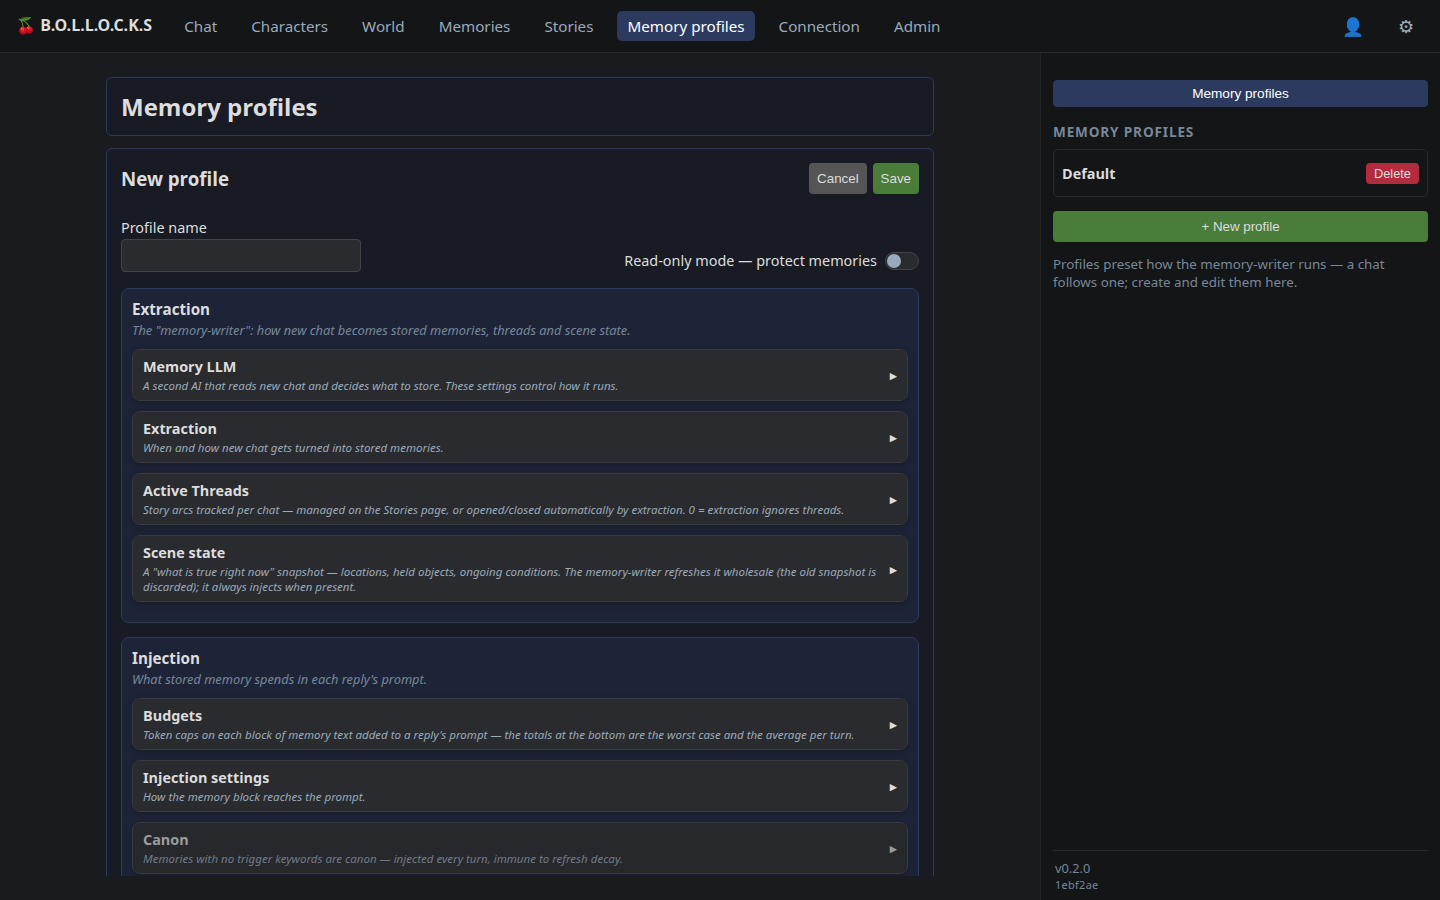 B.O.L.L.O.C.K.S
Chat
Characters
World
Memories
Stories
Memory profiles
Connection
Admin
Memory profiles
New profile
Cancel
Save
Profile name
Read-only mode — protect memories
Extraction
The "memory-writer": how new chat becomes stored memories, threads and scene state.
Memory LLM
A second AI that reads new chat and decides what to store. These settings control how it runs.
Extraction
When and how new chat gets turned into stored memories.
Active Threads
Story arcs tracked per chat — managed on the Stories page, or opened/closed automatically by extraction. 0 = extraction ignores threads.
Scene state
A "what is true right now" snapshot — locations, held objects, ongoing conditions. The memory-writer refreshes it wholesale (the old snapshot is
discarded); it always injects when present.
Injection
What stored memory spends in each reply's prompt.
Budgets
Token caps on each block of memory text added to a reply's prompt — the totals at the bottom are the worst case and the average per turn.
Injection settings
How the memory block reaches the prompt.
Canon
Memories with no trigger keywords are canon — injected every turn, immune to refresh decay.
Memory profiles
MEMORY PROFILES
Default
Delete
+ New profile
Profiles preset how the memory-writer runs — a chat
follows one; create and edit them here.
v0.2.0
1ebf2ae